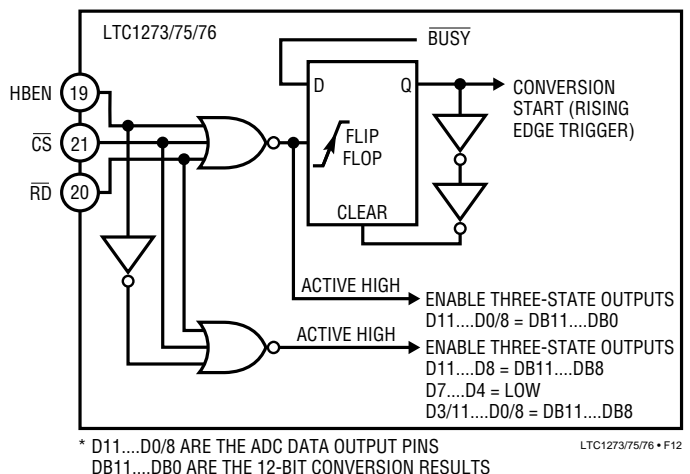 LTC1273/75/76
BUSY
HBEN 19
D Q
CONVERSION
START (RISING
EDGE TRIGGER)
CS 21
FLIP
FLOP
RD 20
CLEAR
ACTIVE HIGH
ENABLE THREE-STATE OUTPUTS
D11....D0/8 = DB11....DB0
ACTIVE HIGH
ENABLE THREE-STATE OUTPUTS
D11....D8 = DB11....DB8
D7....D4 = LOW
D3/11....D0/8 = DB11....DB8
* D11....D0/8 ARE THE ADC DATA OUTPUT PINS
DB11....DB0 ARE THE 12-BIT CONVERSION RESULTS
LTC1273/75/76 • F12